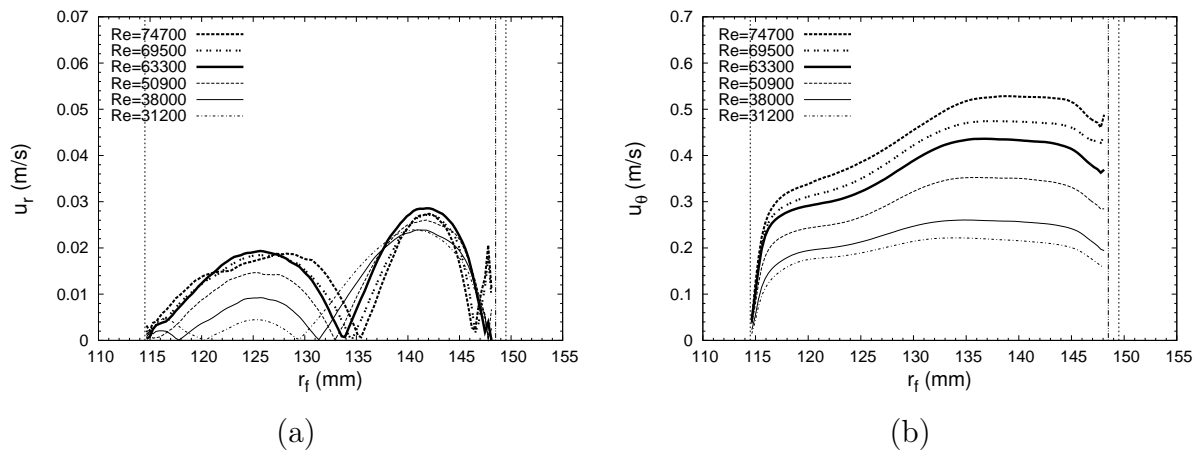 0.07
0.06
0.05
0.04
0.03
0.02
0.01
0
u_r (m/s)
Re=74700
Re=69500
Re=63300
Re=50900
Re=38000
Re=31200
110 115 120 125 130 135 140 145 150 155
r_f (mm)
(a)
0.7
0.6
0.5
0.4
0.3
0.2
0.1
0
u_θ (m/s)
Re=74700
Re=69500
Re=63300
Re=50900
Re=38000
Re=31200
110 115 120 125 130 135 140 145 150 155
r_f (mm)
(b)